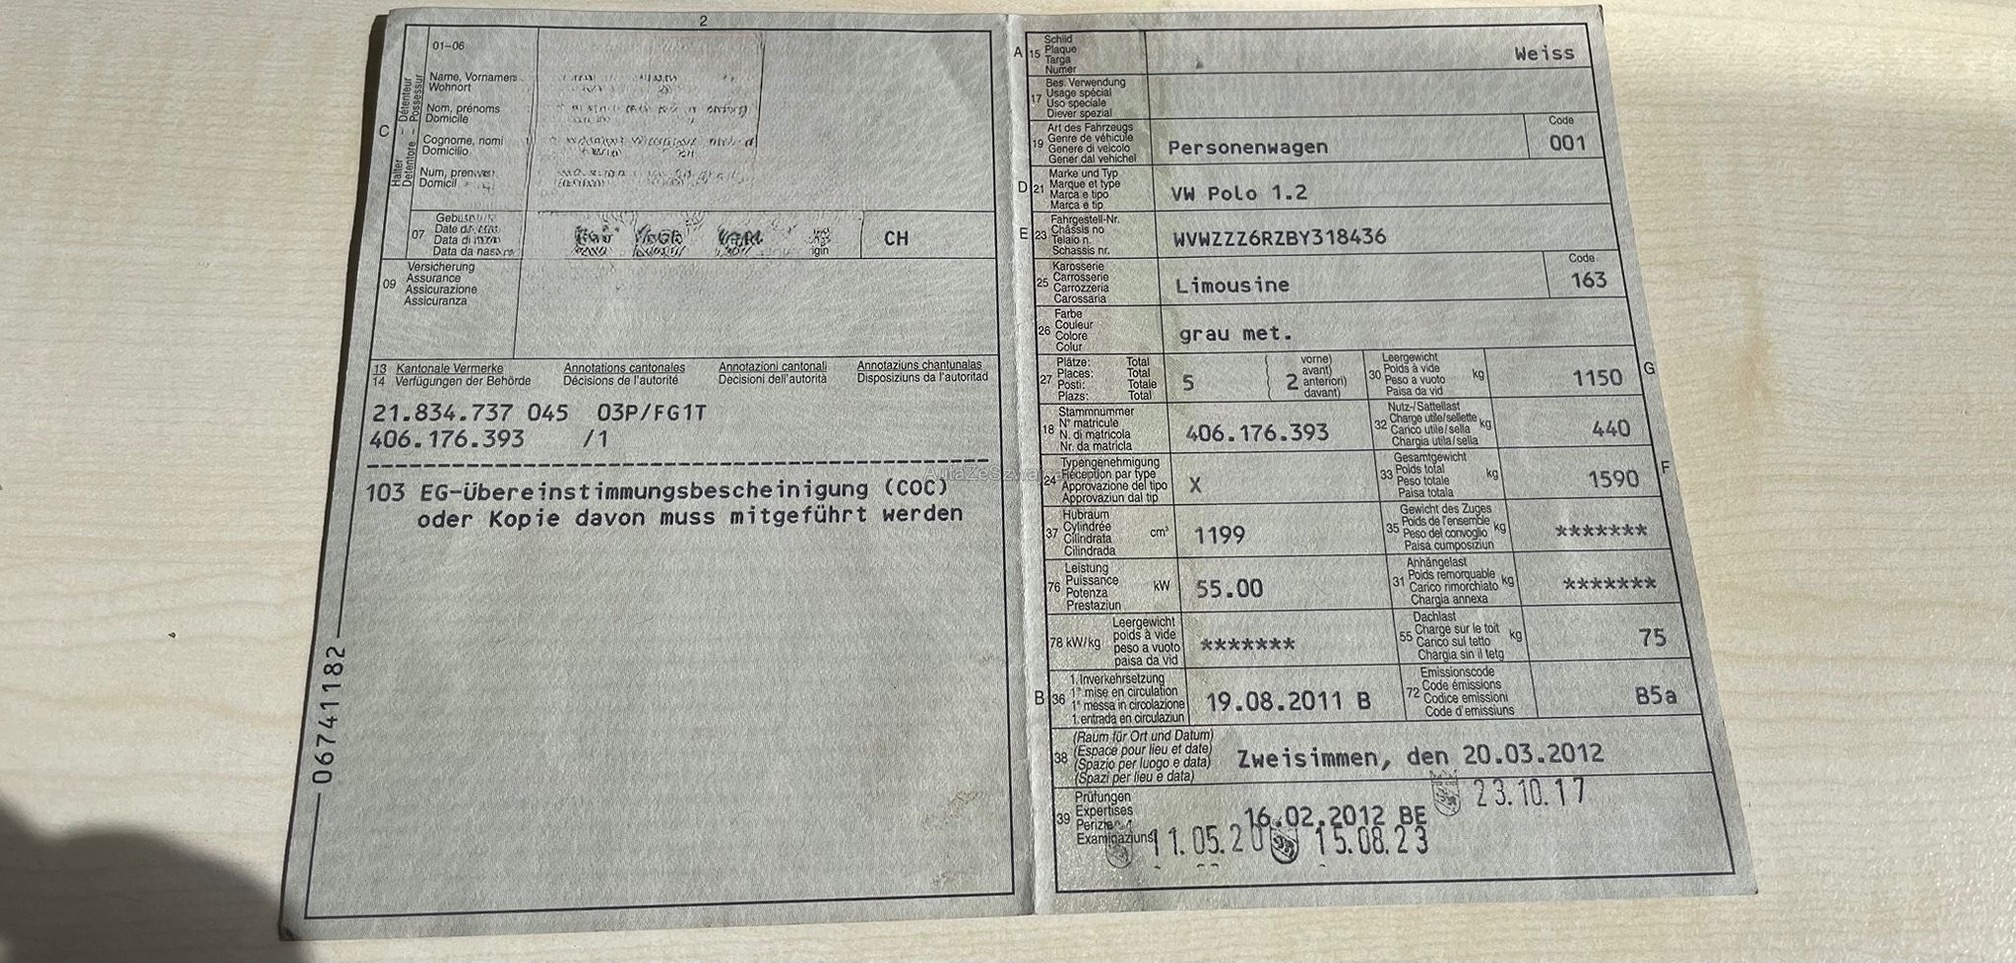 2
C
Halter – Détenteur
Detentore – Possessur
01-06
Name, Vornamen
Wohnort
Nom, prénoms
Domicile
Cognome, nomi
Domicilio
Num,
Domicil
07
Data da
CH
09
Versicherung
Assurance
Assicurazione
Assicuranza
13 Kantonale Vermerke Annotations cantonales Annotazioni cantonali Annotaziuns chantunalas
14 Verfügungen der Behörde Décisions de l'autorité Decisioni dell'autorità Disposiziuns da l'autoritad
21.834.737 045 03P/FG1T
406.176.393 /1
103 EG-Übereinstimmungsbescheinigung (COC)
oder Kopie davon muss mitgeführt werden
06741182
A 15
Schild
Plaque
Targa
Numer
Weiss
17
Bes. Verwendung
Usage spécial
Uso speciale
Diever spezial
19
Art des Fahrzeugs
Genre de véhicule
Genere di veicolo
Gener dal vehichel
Personenwagen
Code
001
D 21
Marke und Typ
Marque et type
Marca e tipo
Marca e tip
VW Polo 1.2
E 23
Fahrgestell-Nr.
Châssis no
Telaio n.
Schassis nr.
WVWZZZ6RZBY318436
25
Karosserie
Carrosserie
Carrozzeria
Carossaria
Limousine
Code
163
26
Farbe
Couleur
Colore
Colur
grau met.
27
Plätze: Total
Places: Total
Posti: Totale
Plazs: Total
5
2
vorne)
avant)
anteriori)
davant)
30
Leergewicht
Poids à vide
Peso a vuoto
Paisa da vid
kg
1150
G
18
Stammnummer
N° matricule
N. di matricola
Nr. da matricla
406.176.393
32
Nutz-/Sattellast
Charge utile/sellette
Carico utile/sella
Chargia utila/sella
kg
440
24
Typengenehmigung
Réception par type
Approvazione del tipo
Approvaziun dal tip
X
33
Gesamtgewicht
Poids total
Peso totale
Paisa totala
kg
1590
F
37
Hubraum
Cylindrée
Cilindrata
Cilindrada
cm³
1199
35
Gewicht des Zuges
Poids de l'ensemble
Peso del convoglio
Paisa cumposiziun
kg
*******
76
Leistung
Puissance
Potenza
Prestaziun
kW
55.00
31
Anhängelast
Poids remorquable
Carico rimorchiato
Chargia annexa
kg
*******
78 kW/kg
Leergewicht
poids à vide
peso a vuoto
paisa da vid
*******
55
Dachlast
Charge sur le toit
Carico sul tetto
Chargia sin il tetg
kg
75
B 36
1. Inverkehrsetzung
1re mise en circulation
1a messa in circolazione
1. entrada en circulaziun
19.08.2011 B
72
Emissionscode
Code émissions
Codice emissioni
Code d'emissiuns
B5a
38
(Raum für Ort und Datum)
(Espace pour lieu et date)
(Spazio per luogo e data)
(Spazi per lieu e data)
Zweisimmen, den 20.03.2012
39
Prüfungen
Expertises
Perizie
Examinaziuns
16.02.2012 BE
23.10.17
11.05.20
15.08.23